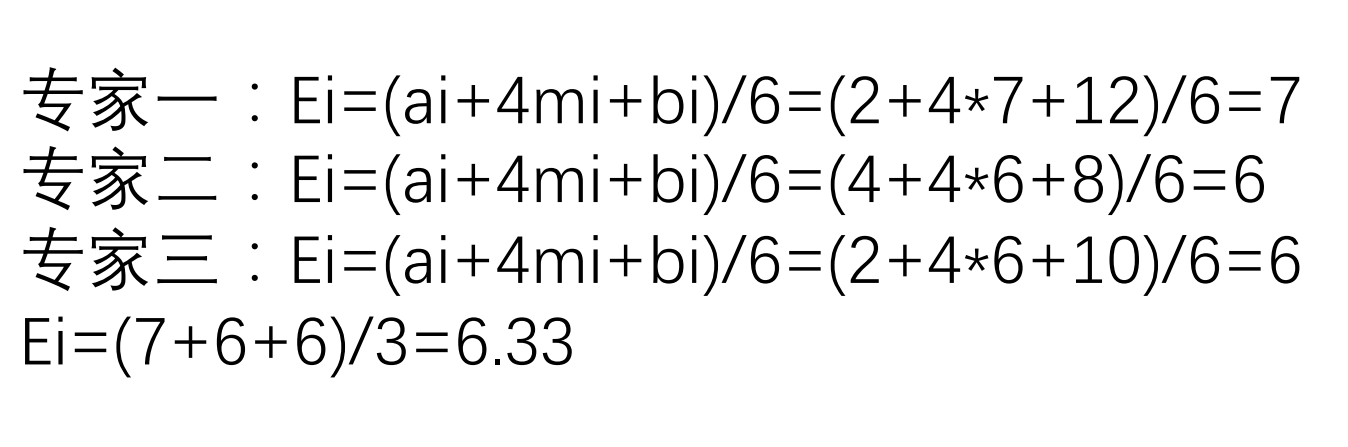 专家一：Ei=(ai+4mi+bi)/6=(2+4*7+12)/6=7
专家二：Ei=(ai+4mi+bi)/6=(4+4*6+8)/6=6
专家三：Ei=(ai+4mi+bi)/6=(2+4*6+10)/6=6
Ei=(7+6+6)/3=6.33